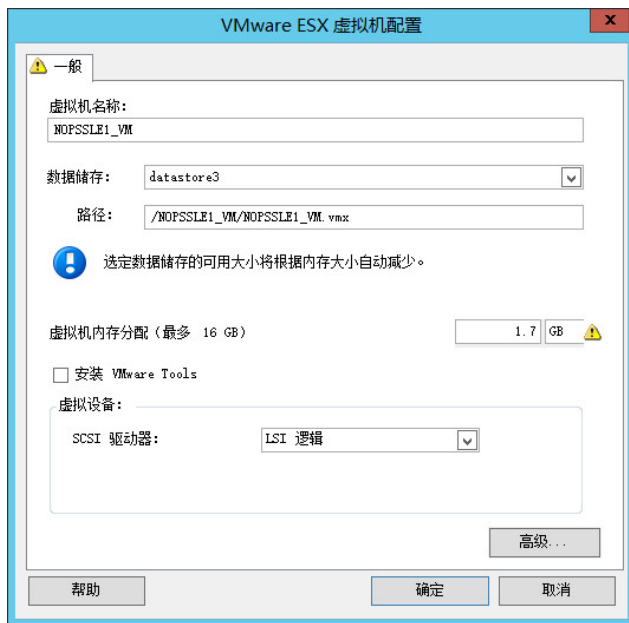 VMware ESX 虚拟机配置
x
一般
虚拟机名称:
NOPSSLE1_VM
数据储存: datastore3
路径: /NOPSSLE1_VM/NOPSSLE1_VM.vmx
选定数据储存的可用大小将根据内存大小自动减少。
虚拟机内存分配(最多 16 GB) 1.7 GB
安装 VMware Tools
虚拟设备:
SCSI 驱动器: LSI 逻辑
高级...
帮助 确定 取消